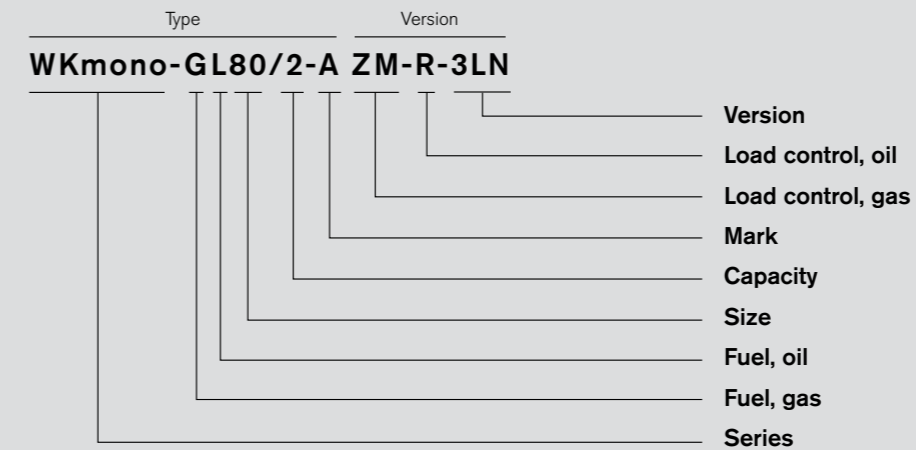 Type Version
WKmono-GL80/2-A ZM-R-3LN
Version
Load control, oil
Load control, gas
Mark
Capacity
Size
Fuel, oil
Fuel, gas
Series